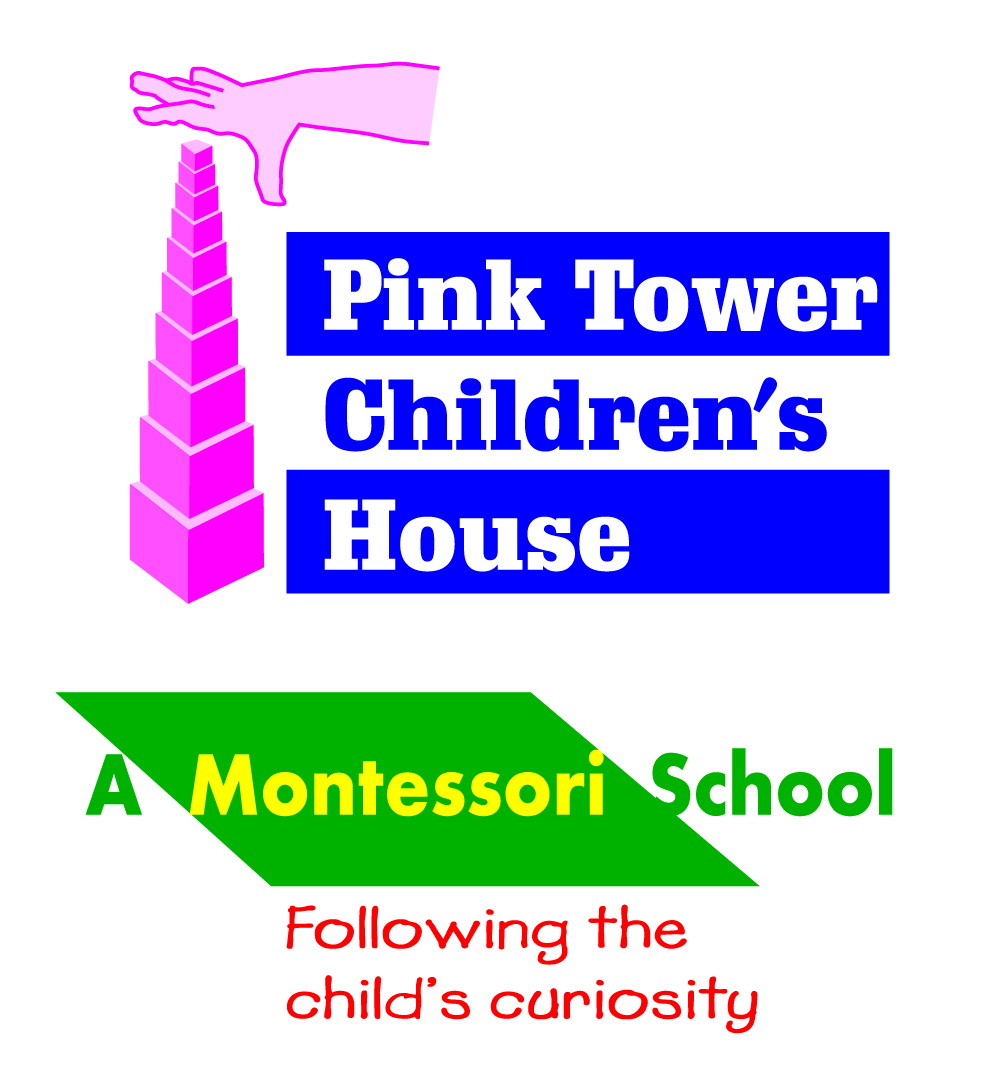 Pink Tower
Children's
House
A Montessori School
Following the
child's curiosity